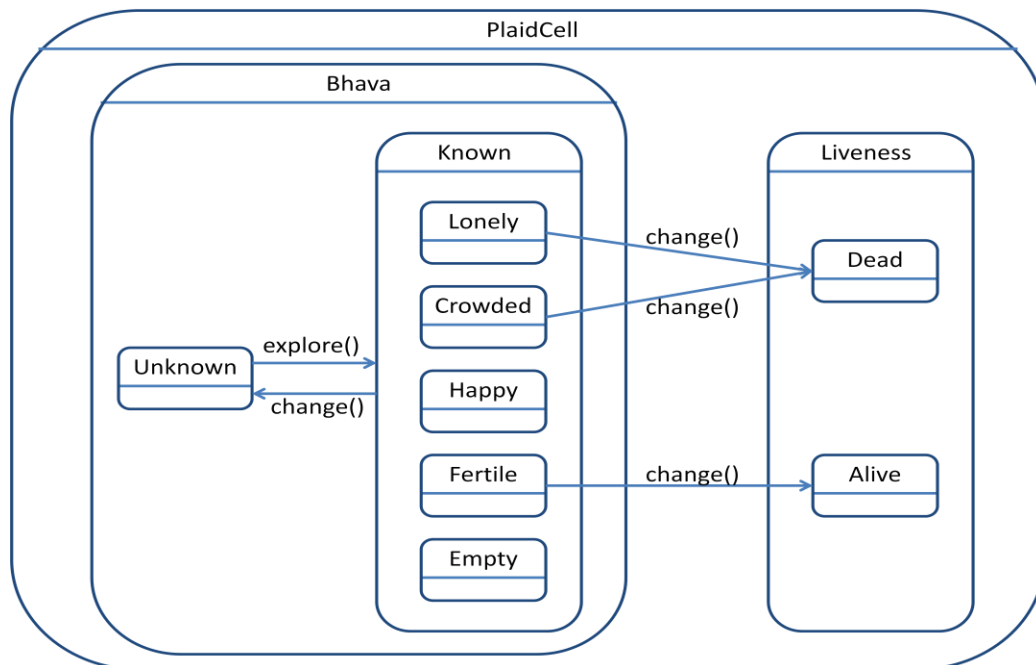 PlaidCell
Bhava
Known
Liveness
Lonely
change()
Dead
Crowded
change()
explore()
Unknown
change()
Happy
Fertile
change()
Alive
Empty